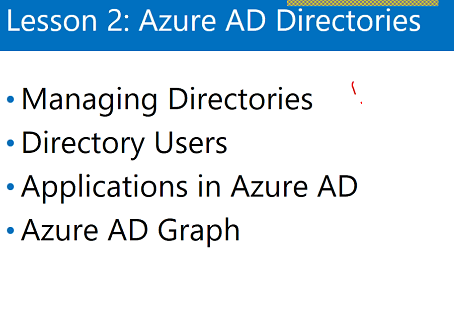 Lesson 2: Azure AD Directories
• Managing Directories
• Directory Users
• Applications in Azure AD
• Azure AD Graph